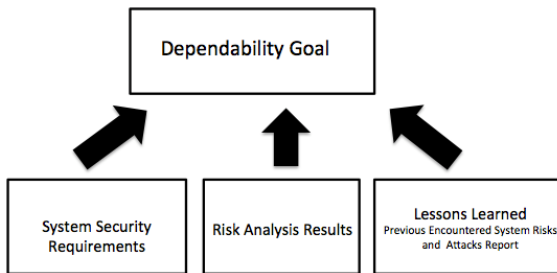 Dependability Goal
System Security
Requirements
Risk Analysis Results
Lessons Learned
Previous Encountered System Risks
and Attacks Report